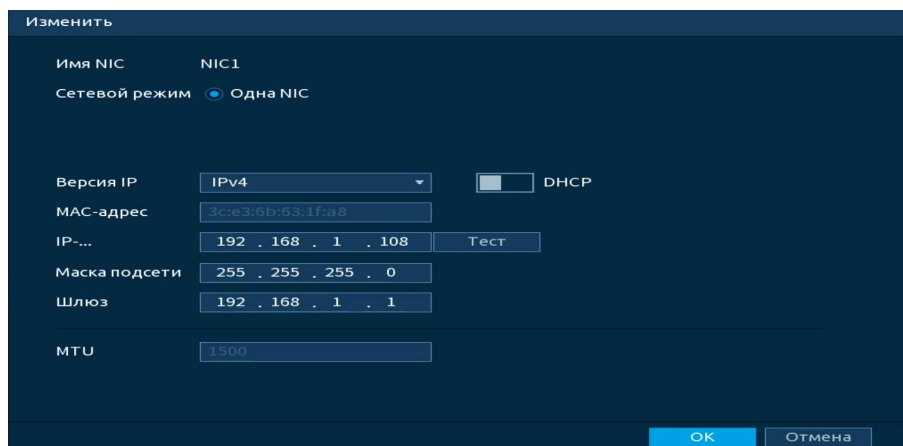 Изменить
Имя NIC NIC1
Сетевой режим Одна NIC
Версия IP IPv4 DHCP
MAC-адрес 3c:e3:6b:63:1f:a8
IP-... 192 . 168 . 1 . 108 Тест
Маска подсети 255 . 255 . 255 . 0
Шлюз 192 . 168 . 1 . 1
MTU 1500
OK Отмена